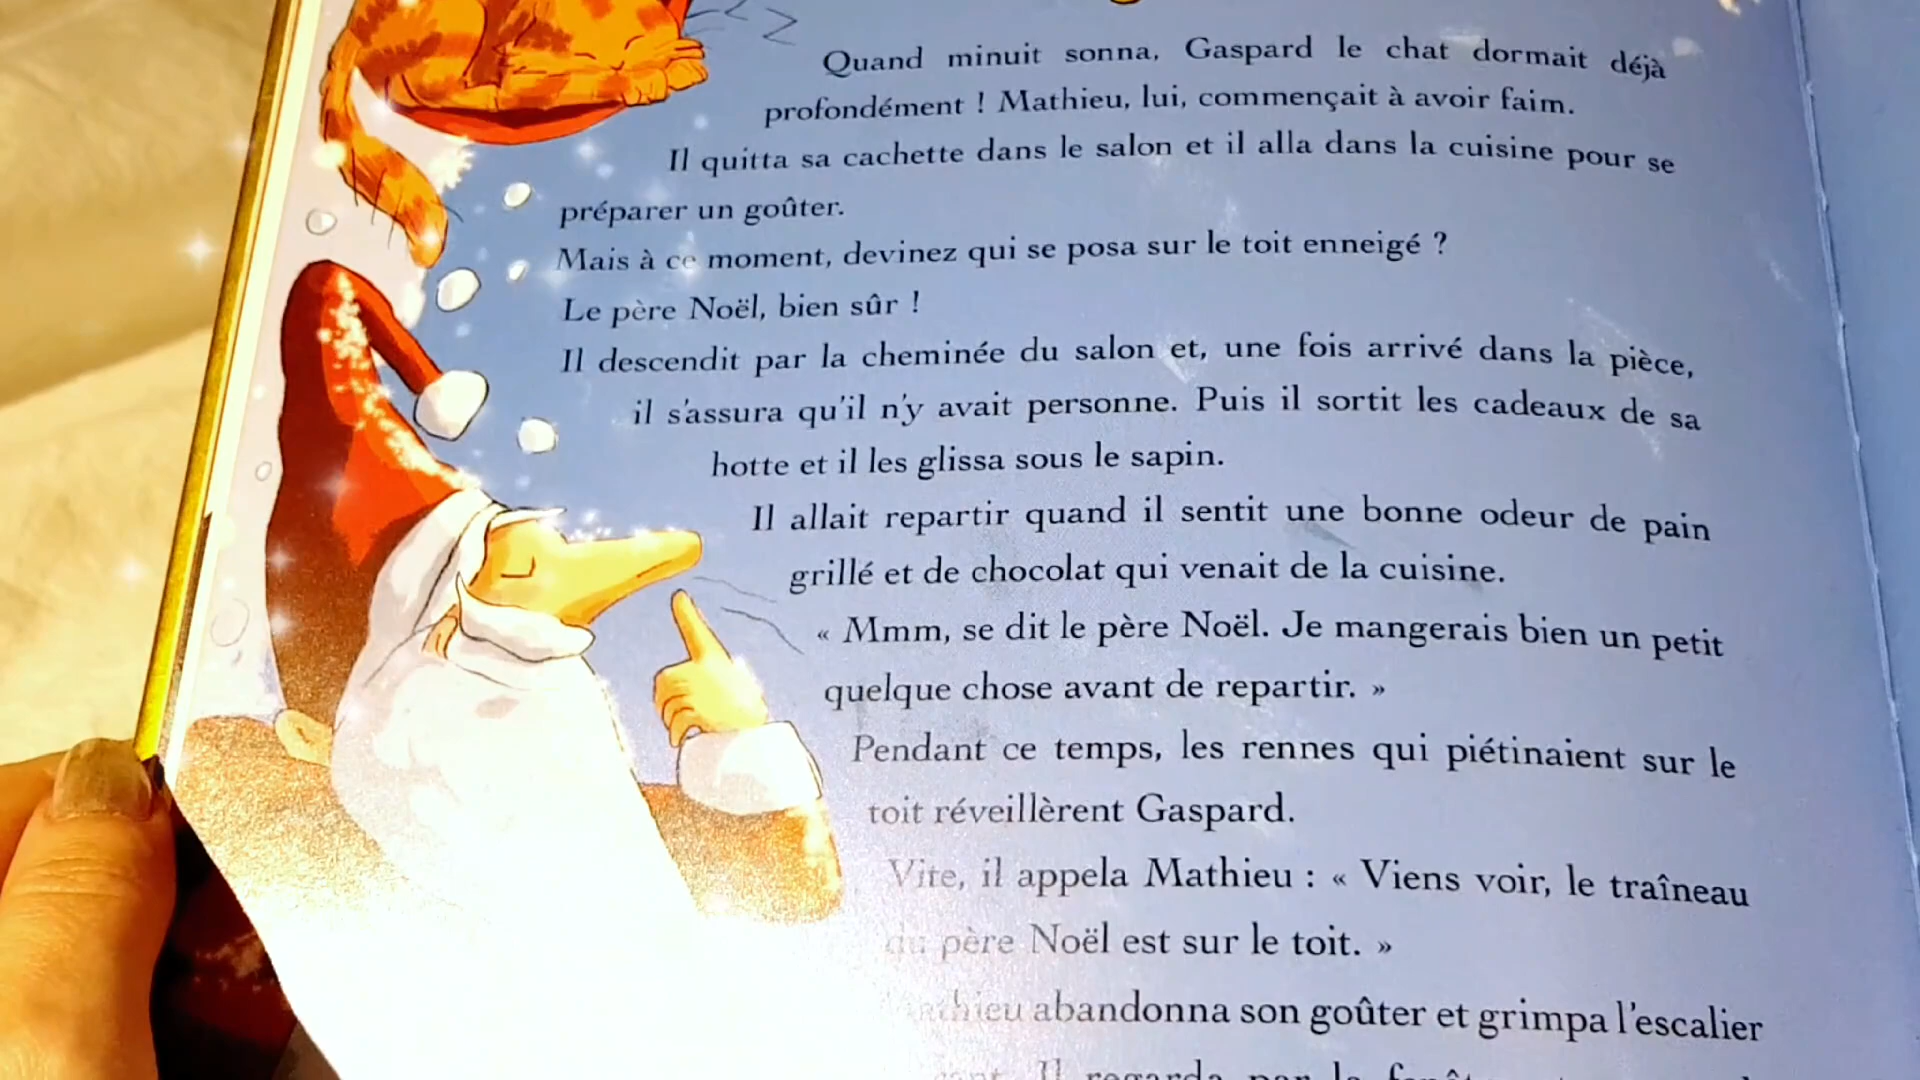 Quand minuit sonna, Gaspard le chat dormait déjà
profondément ! Mathieu, lui, commençait à avoir faim.
Il quitta sa cachette dans le salon et il alla dans la cuisine pour se
préparer un goûter.
Mais à ce moment, devinez qui se posa sur le toit enneigé ?
Le père Noël, bien sûr !
Il descendit par la cheminée du salon et, une fois arrivé dans la pièce,
il s'assura qu'il n'y avait personne. Puis il sortit les cadeaux de sa
hotte et il les glissa sous le sapin.
Il allait repartir quand il sentit une bonne odeur de pain
grillé et de chocolat qui venait de la cuisine.
« Mmm, se dit le père Noël. Je mangerais bien un petit
quelque chose avant de repartir. »
Pendant ce temps, les rennes qui piétinaient sur le
toit réveillèrent Gaspard.
Vite, il appela Mathieu : « Viens voir, le traîneau
du père Noël est sur le toit. »
Mathieu abandonna son goûter et grimpa l'escalier
Il regarda par la